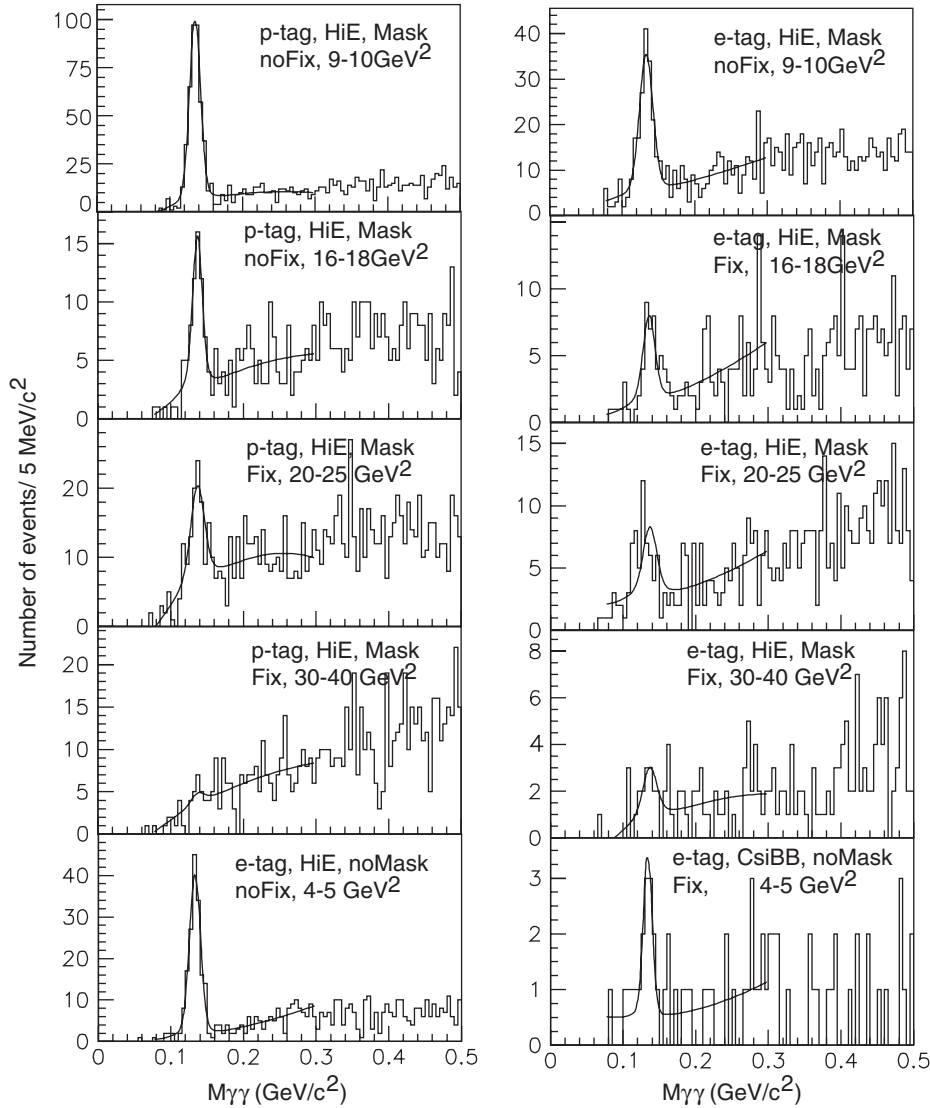 Number of events/ 5 MeV/c²
p-tag, HiE, Mask
noFix, 9-10GeV²
100
75
50
25
0
e-tag, HiE, Mask
noFix, 9-10GeV²
40
30
20
10
0
p-tag, HiE, Mask
noFix, 16-18GeV²
15
10
5
0
e-tag, HiE, Mask
Fix, 16-18GeV²
10
5
0
p-tag, HiE, Mask
Fix, 20-25 GeV²
20
10
0
e-tag, HiE, Mask
Fix, 20-25 GeV²
15
10
5
0
p-tag, HiE, Mask
Fix, 30-40 GeV²
20
15
10
5
0
e-tag, HiE, Mask
Fix, 30-40 GeV²
8
6
4
2
0
e-tag, HiE, noMask
noFix, 4-5 GeV²
40
30
20
10
0
e-tag, CsiBB, noMask
Fix, 4-5 GeV²
3
2
1
0
0 0.1 0.2 0.3 0.4 0.5
Mγγ (GeV/c²)
0 0.1 0.2 0.3 0.4 0.5
Mγγ (GeV/c²)